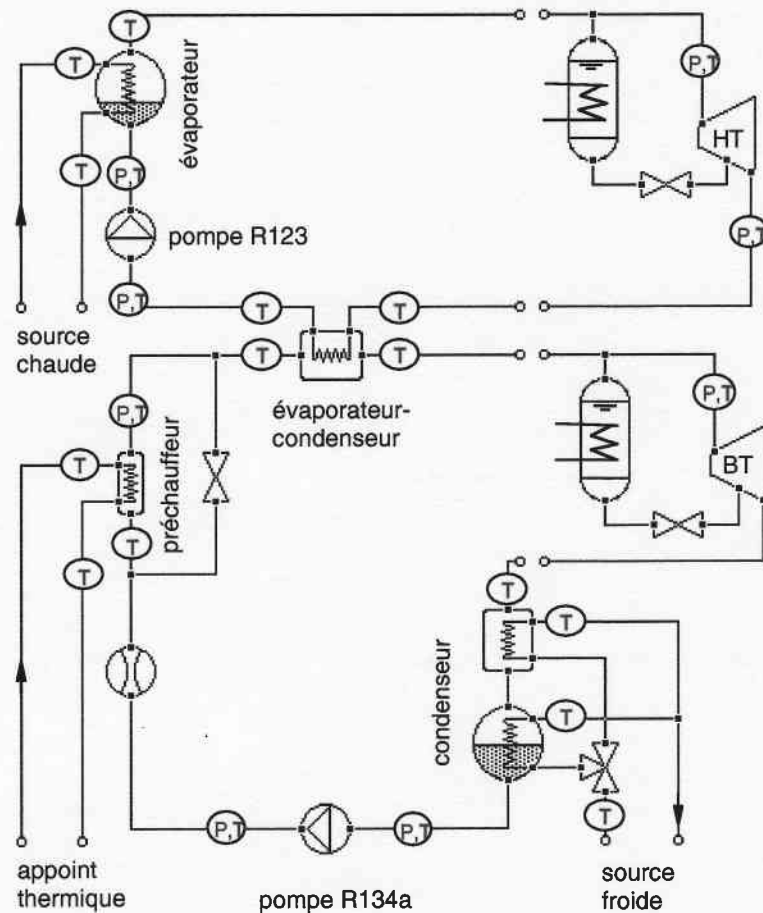 T
évaporateur
T
P,T
T
HT
P,T
pompe R123
P,T
P,T
T
T
source
chaude
T
T
évaporateur-
condenseur
P,T
P,T
T
préchauffeur
BT
T
T
T
T
condenseur
T
T
P,T
P,T
appoint
thermique
pompe R134a
source
froide